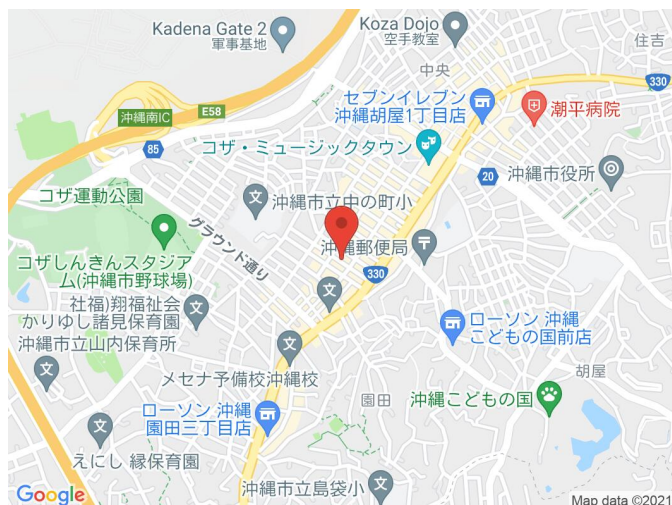 Kadena Gate 2
軍事基地
Koza Dojo
空手教室
住吉
中央
330
セブンイレブン
沖縄胡屋1丁目店
潮平病院
沖縄南IC
E58
85
コザ・ミュージックタウン
20
沖縄市役所
コザ運動公園
沖縄市立中の町小
グラウンド通り
沖縄郵便局
コザしんきんスタジア
ム(沖縄市野球場)
330
社福)翔福祉会
かりゆし諸見保育園
沖縄市立山内保育所
ローソン 沖縄
こどもの国前店
メセナ予備校沖縄校
胡屋
園田
沖縄こどもの国
ローソン 沖縄
園田三丁目店
えにし 縁保育園
沖縄市立島袋小
Google
Map data ©2021